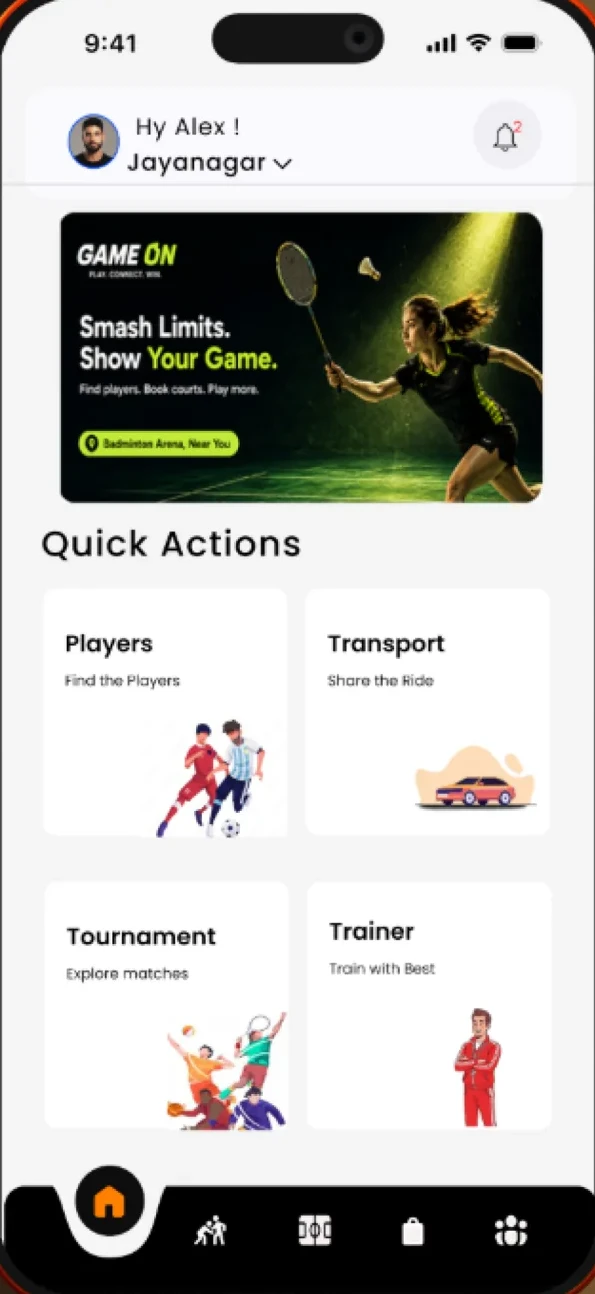 9:41
Hy Alex !
2
Jayanagar
GAME ON
PLAY. CONNECT. WIN.
Smash Limits.
Show Your Game.
Find players. Book courts. Play more.
Badminton Arena, Near You
Quick Actions
Players
Find the Players
Transport
Share the Ride
Tournament
Explore matches
Trainer
Train with Best